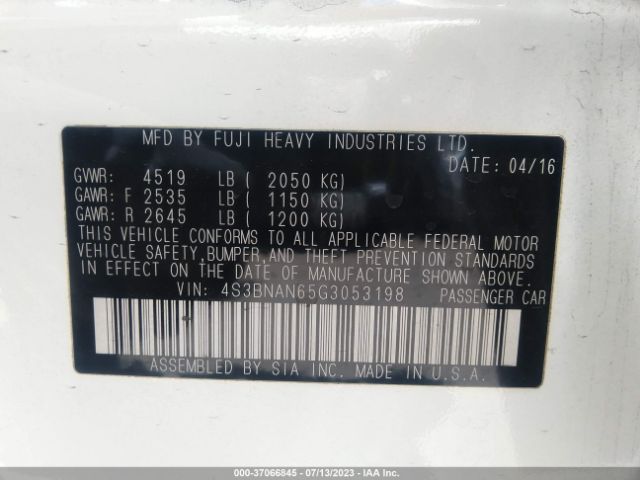 MFD BY FUJI HEAVY INDUSTRIES LTD.
DATE: 04/16
GVWR: 4519 LB ( 2050 KG)
GAWR: F 2535 LB ( 1150 KG)
GAWR: R 2645 LB ( 1200 KG)
THIS VEHICLE CONFORMS TO ALL APPLICABLE FEDERAL MOTOR
VEHICLE SAFETY, BUMPER, AND THEFT PREVENTION STANDARDS
IN EFFECT ON THE DATE OF MANUFACTURE SHOWN ABOVE.
VIN: 4S3BNAN65G3053198 PASSENGER CAR
ASSEMBLED BY SIA INC. MADE IN U.S.A.
000-37066845 / 07/13/2023 - IAA Inc.